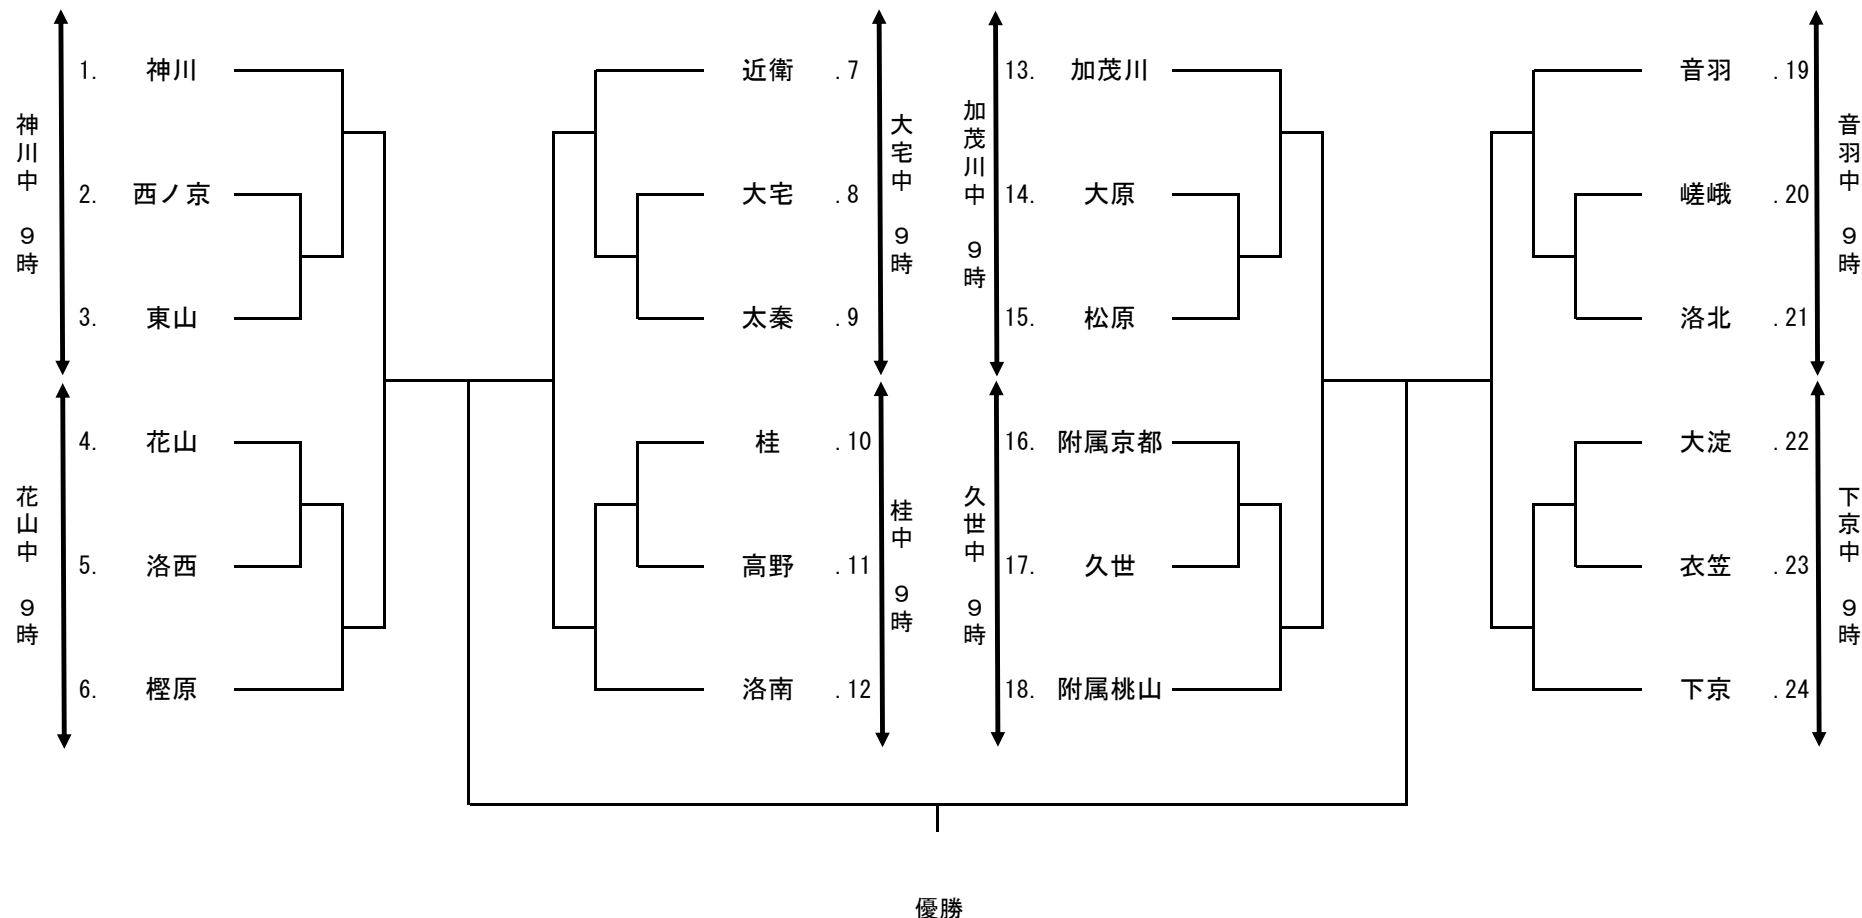 神川中 9時
花山中 9時
1. 神川
2. 西ノ京
3. 東山
4. 花山
5. 洛西
6. 樫原
近衛 .7
大宅 .8
太秦 .9
桂 .10
高野 .11
洛南 .12
大宅中 9時
桂中 9時
加茂川中 9時
久世中 9時
13. 加茂川
14. 大原
15. 松原
16. 附属京都
17. 久世
18. 附属桃山
音羽 .19
嵯峨 .20
洛北 .21
大淀 .22
衣笠 .23
下京 .24
音羽中 9時
下京中 9時
優勝